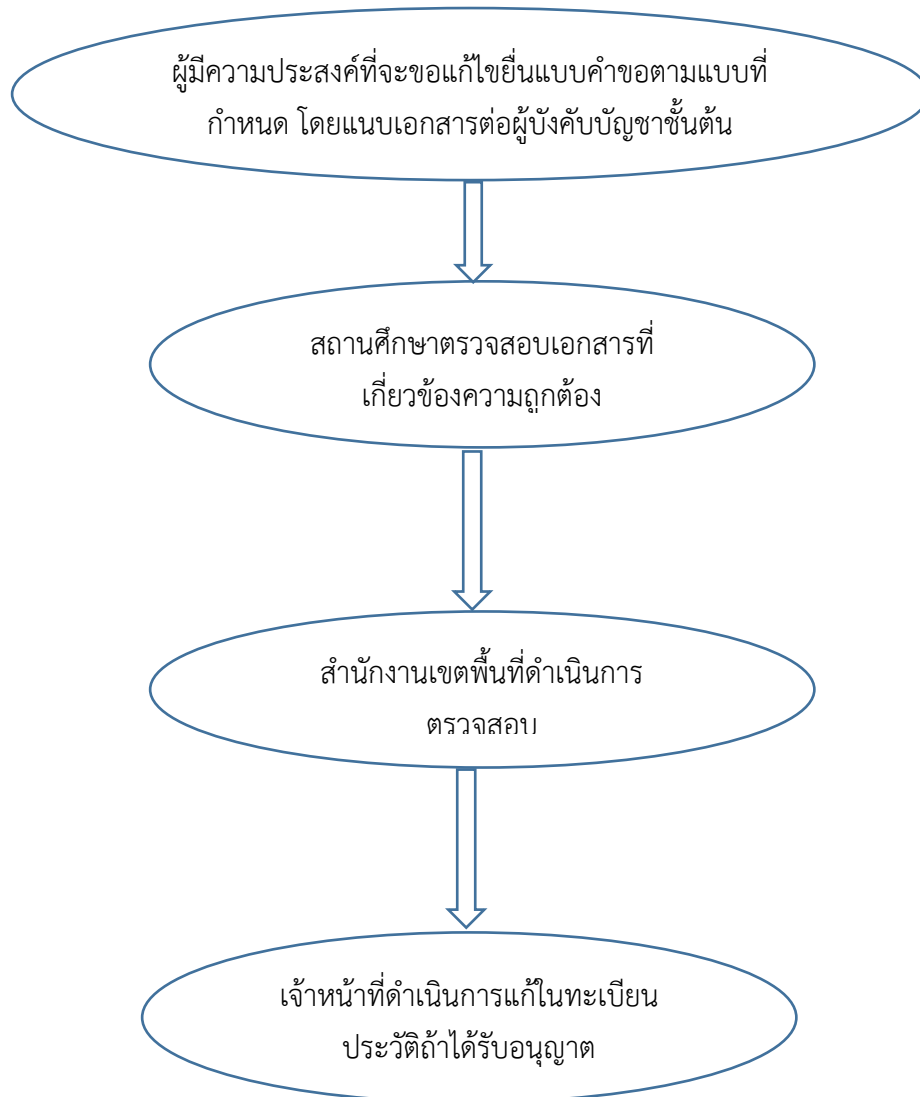 ผู้มีความประสงค์ที่จะขอแก้ไขยื่นแบบคำขอตามแบบที่
กำหนด โดยแนบเอกสารต่อผู้บังคับบัญชาชั้นต้น
สถานศึกษาตรวจสอบเอกสารที่
เกี่ยวข้องความถูกต้อง
สำนักงานเขตพื้นที่ดำเนินการ
ตรวจสอบ
เจ้าหน้าที่ดำเนินการแก้ในทะเบียน
ประวัติถ้าได้รับอนุญาต